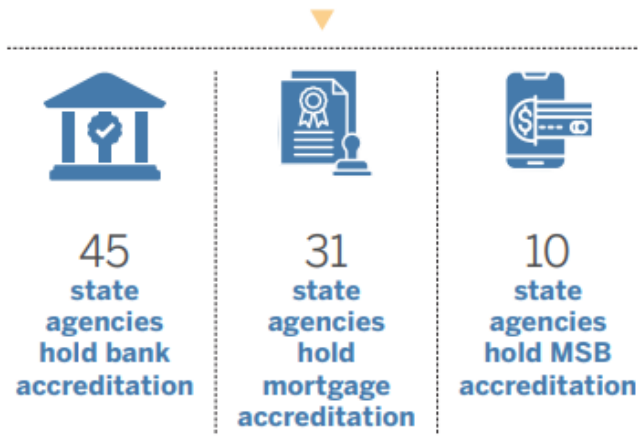 45
state
agencies
hold bank
accreditation
31
state
agencies
hold
mortgage
accreditation
10
state
agencies
hold MSB
accreditation